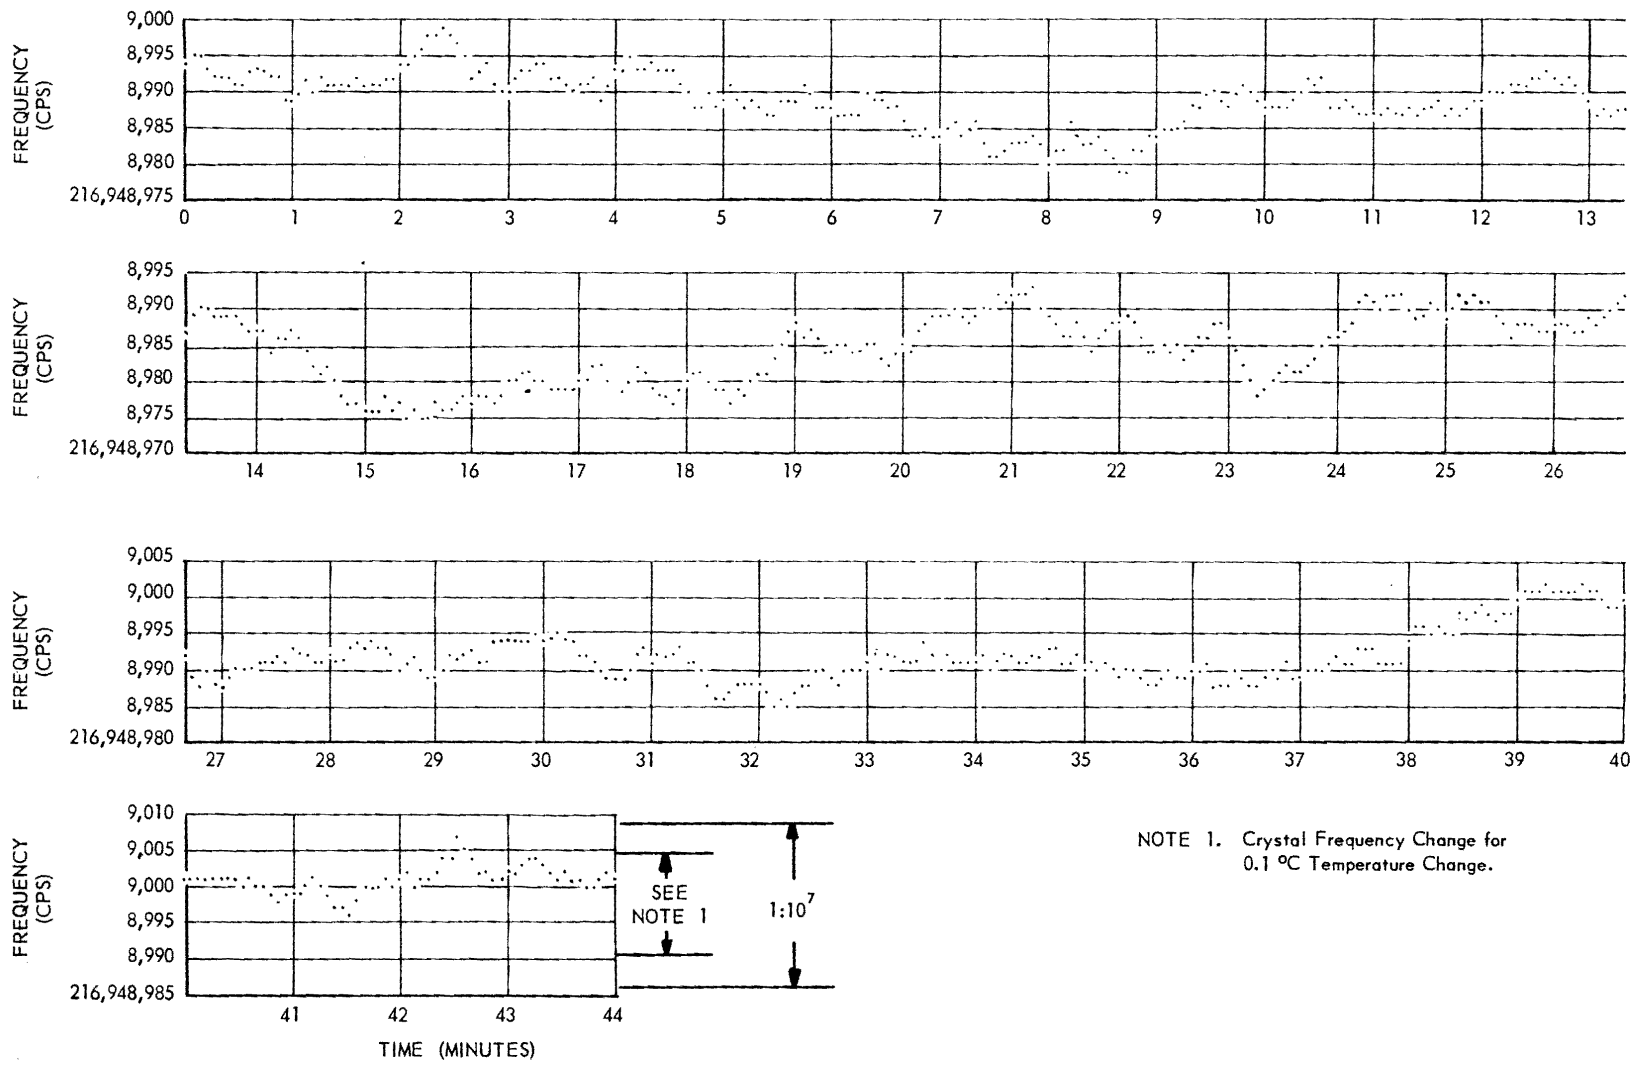 FREQUENCY
(CPS)
9,000
8,995
8,990
8,985
8,980
216,948,975
0 1 2 3 4 5 6 7 8 9 10 11 12 13
FREQUENCY
(CPS)
8,995
8,990
8,985
8,980
8,975
216,948,970
14 15 16 17 18 19 20 21 22 23 24 25 26
FREQUENCY
(CPS)
9,005
9,000
8,995
8,990
8,985
216,948,980
27 28 29 30 31 32 33 34 35 36 37 38 39 40
FREQUENCY
(CPS)
9,010
9,005
9,000
8,995
8,990
216,948,985
41 42 43 44
TIME (MINUTES)
SEE
NOTE 1
1:10⁷
NOTE 1. Crystal Frequency Change for
0.1 °C Temperature Change.